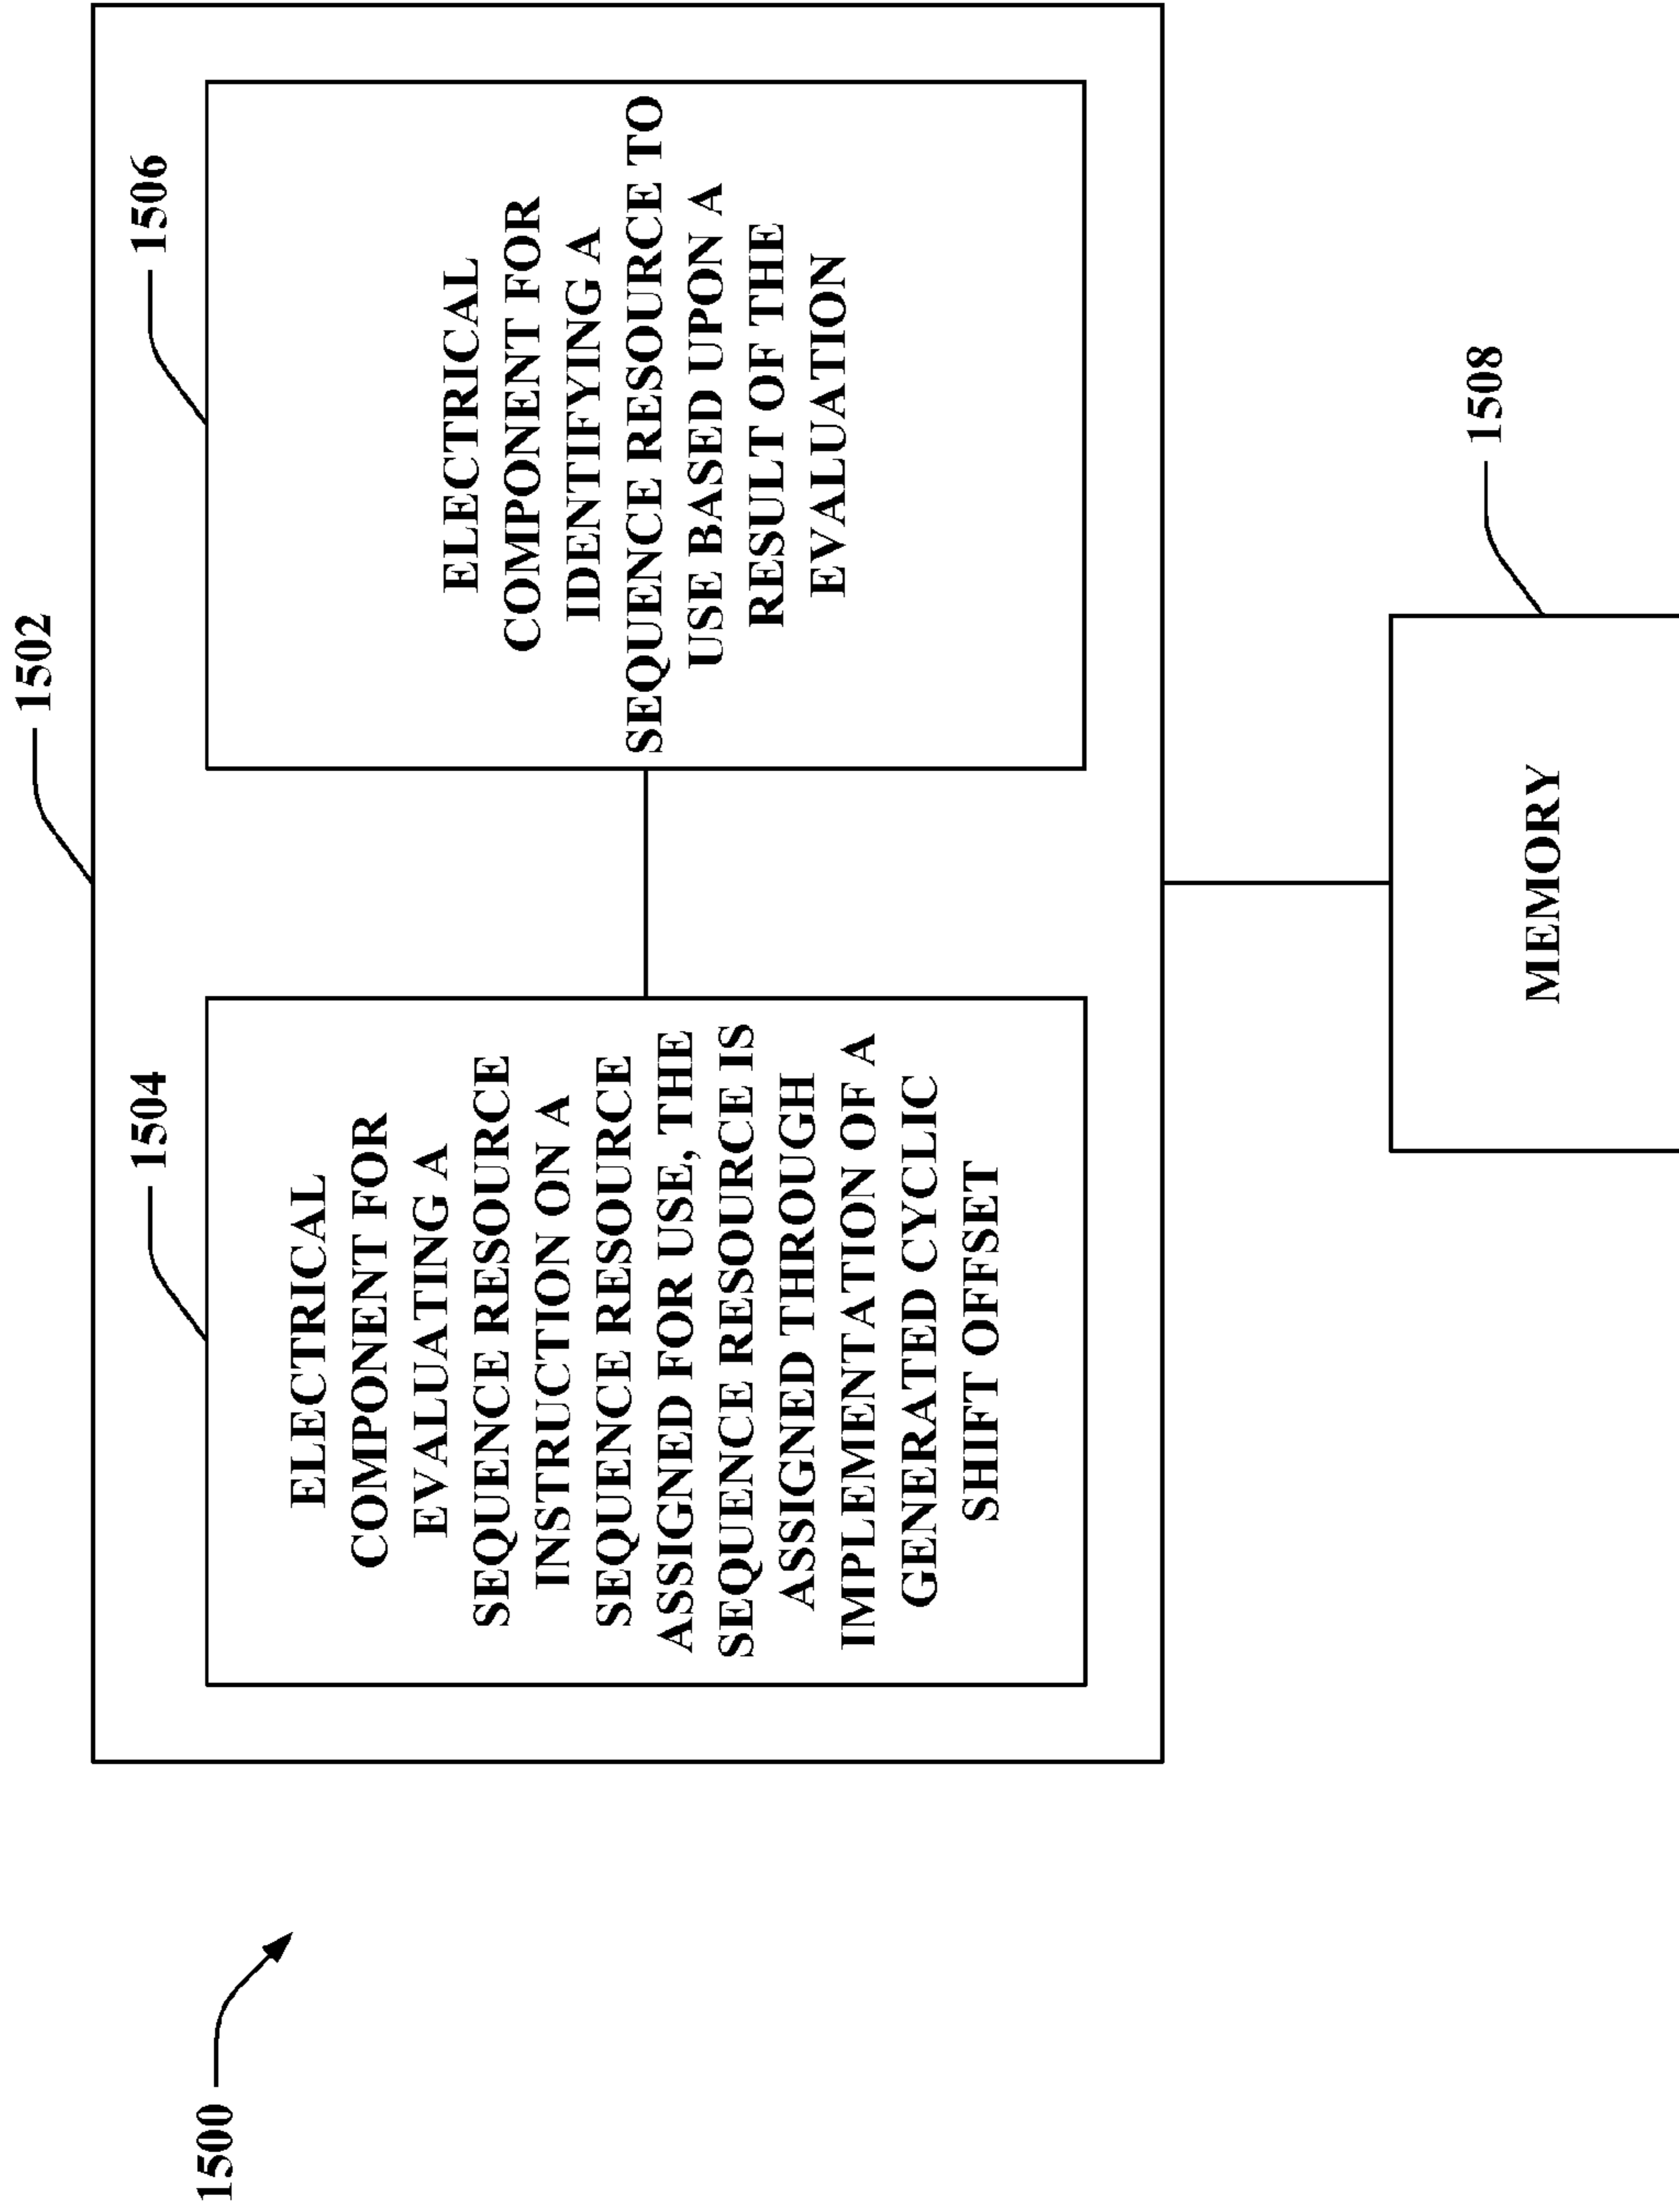 1500
1502
1504
ELECTRICAL
COMPONENT FOR
EVALUATING A
SEQUENCE RESOURCE
INSTRUCTION ON A
SEQUENCE RESOURCE
ASSIGNED FOR USE, THE
SEQUENCE RESOURCE IS
ASSIGNED THROUGH
IMPLEMENTATION OF A
GENERATED CYCLIC
SHIFT OFFSET
1506
ELECTRICAL
COMPONENT FOR
IDENTIFYING A
SEQUENCE RESOURCE TO
USE BASED UPON A
RESULT OF THE
EVALUATION
1508
MEMORY